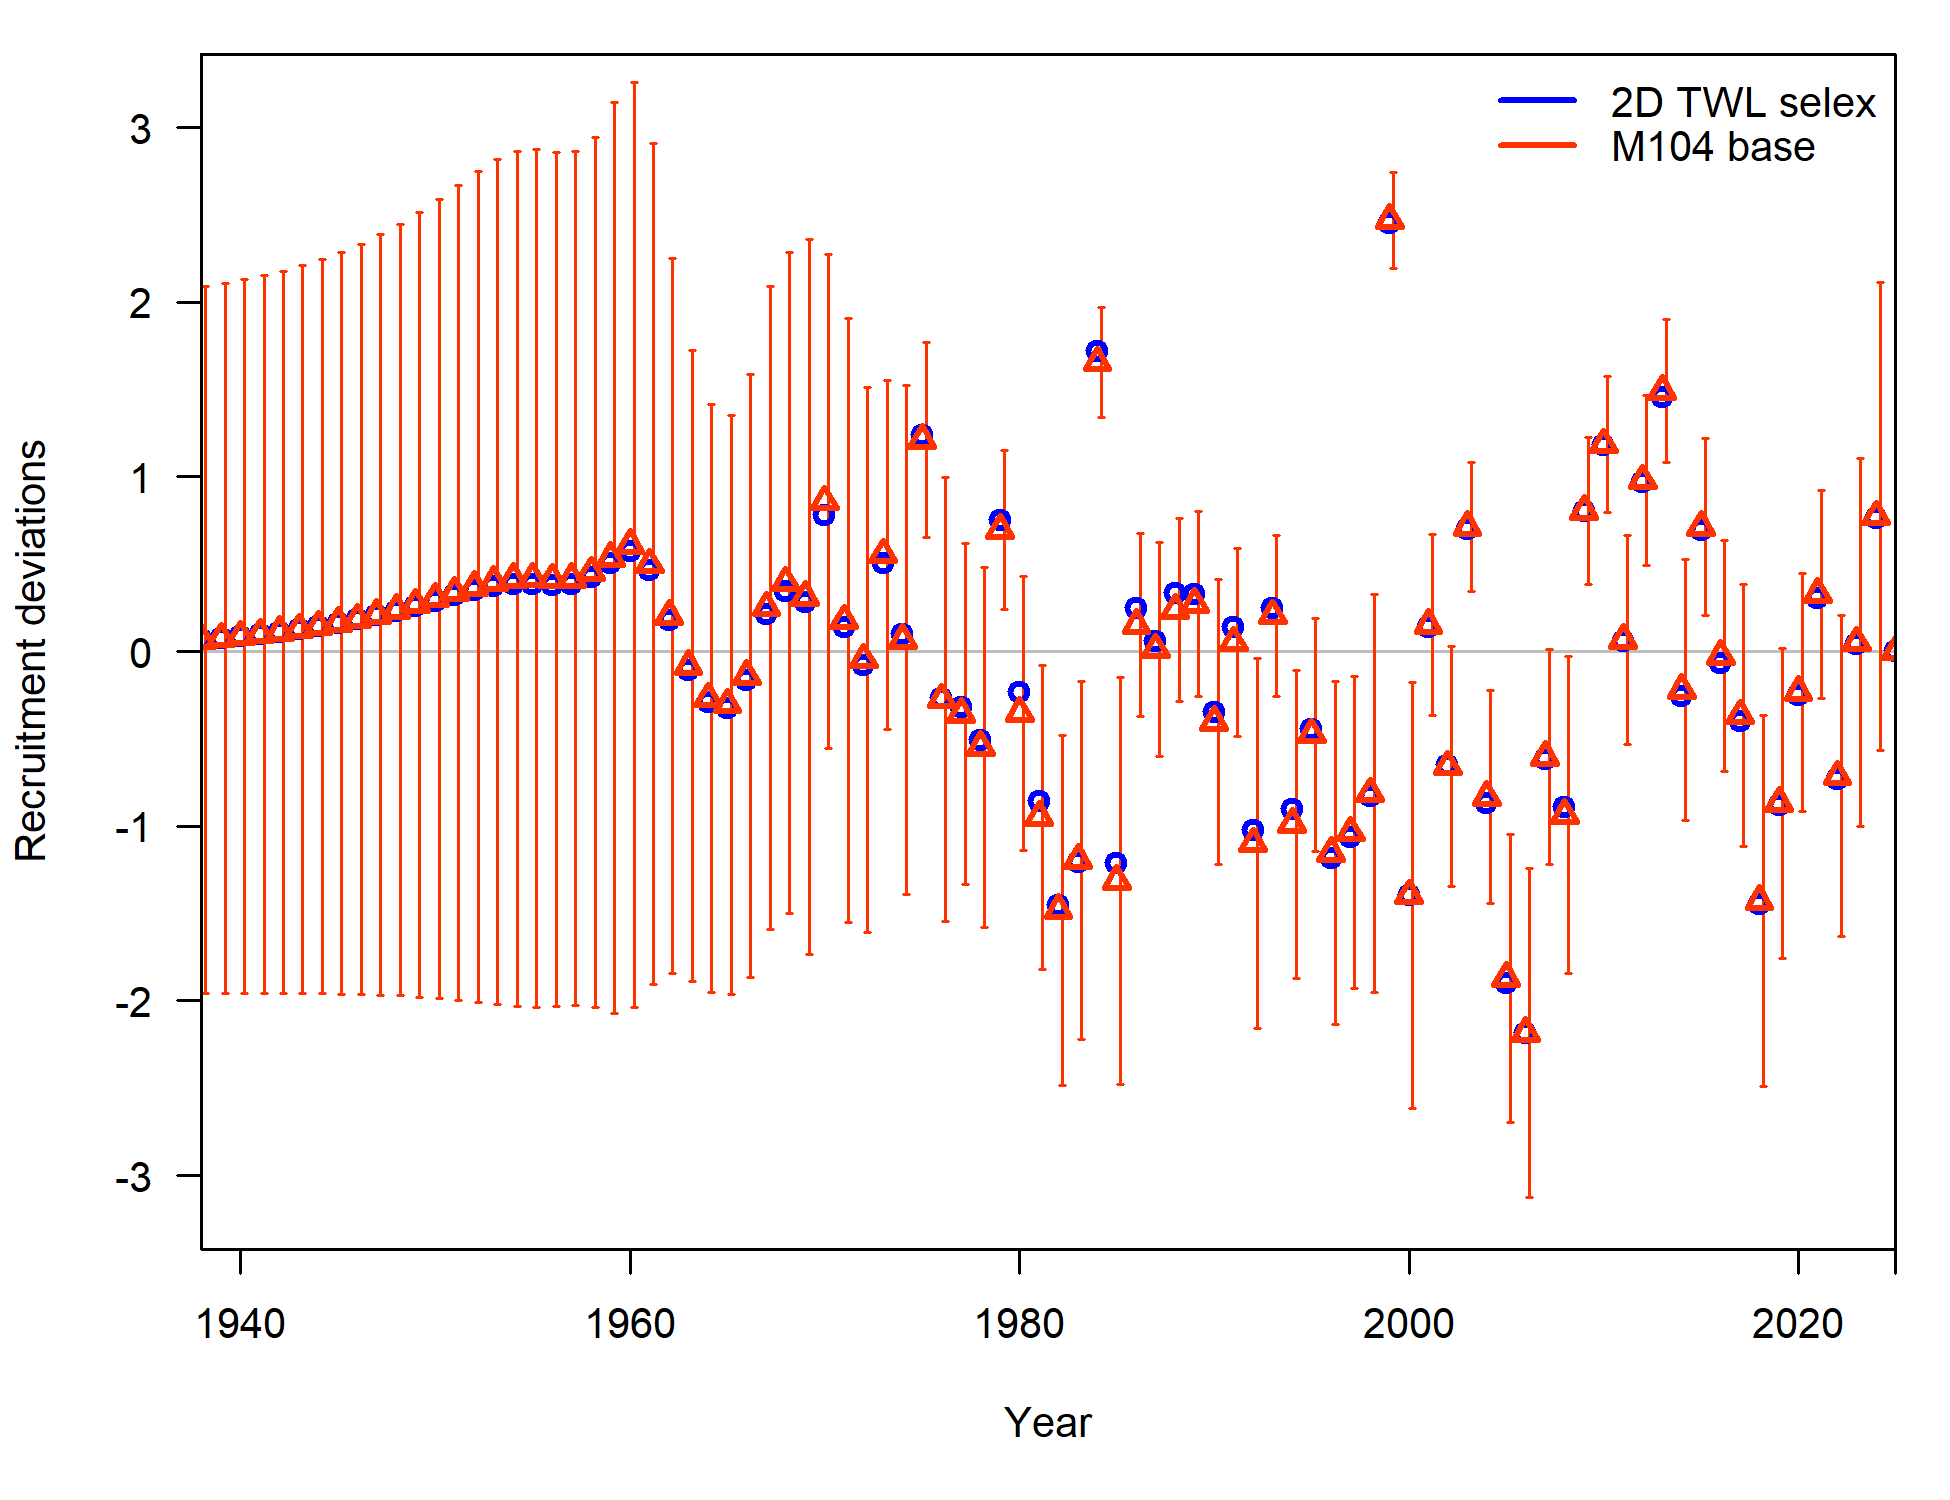 2D TWL selex
M104 base
3
2
1
0
-1
-2
-3
Recruitment deviations
1940 1960 1980 2000 2020
Year